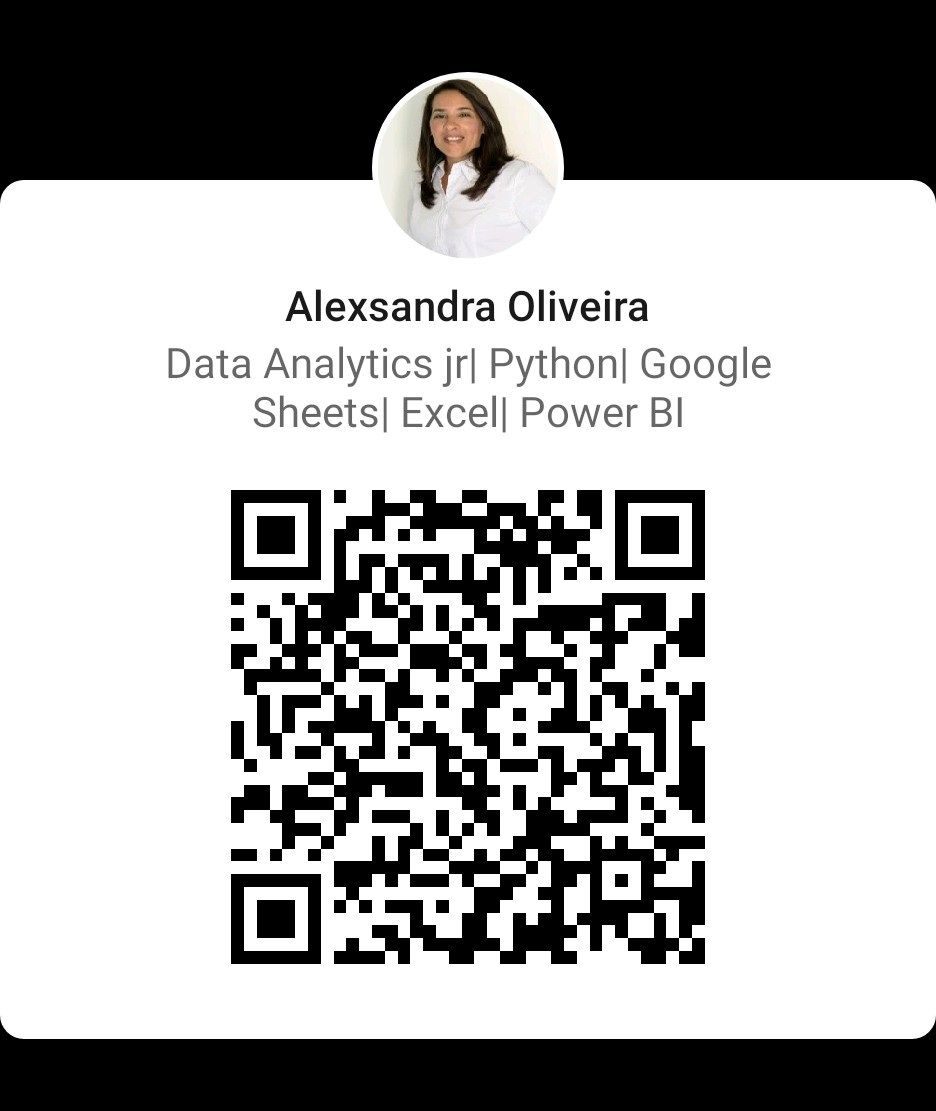 Alexsandra Oliveira
Data Analytics jr| Python| Google
Sheets| Excel| Power BI